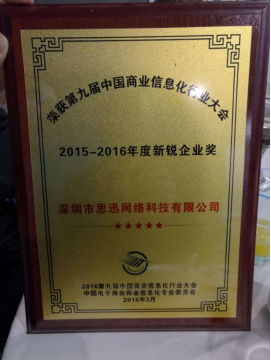 荣获第九届中国商业信息化行业大会
2015-2016年度新锐企业奖
深圳市思迅网络科技有限公司
2016第九届中国商业信息化行业大会
中国电子商会商业信息化专业委员会
2016年3月